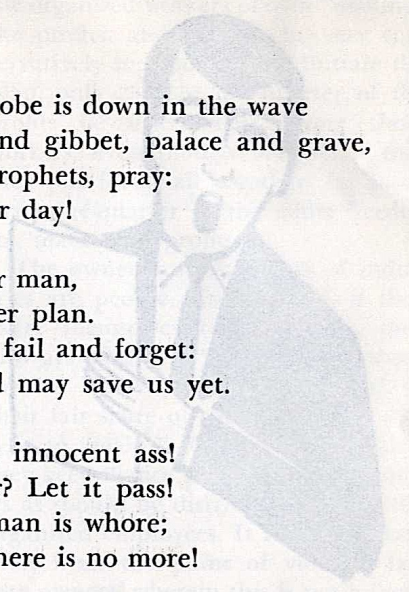 obe is down in the wave
nd gibbet, palace and grave,
rophets, pray:
r day!
r man,
er plan.
fail and forget:
l may save us yet.
innocent ass!
? Let it pass!
man is whore;
here is no more!